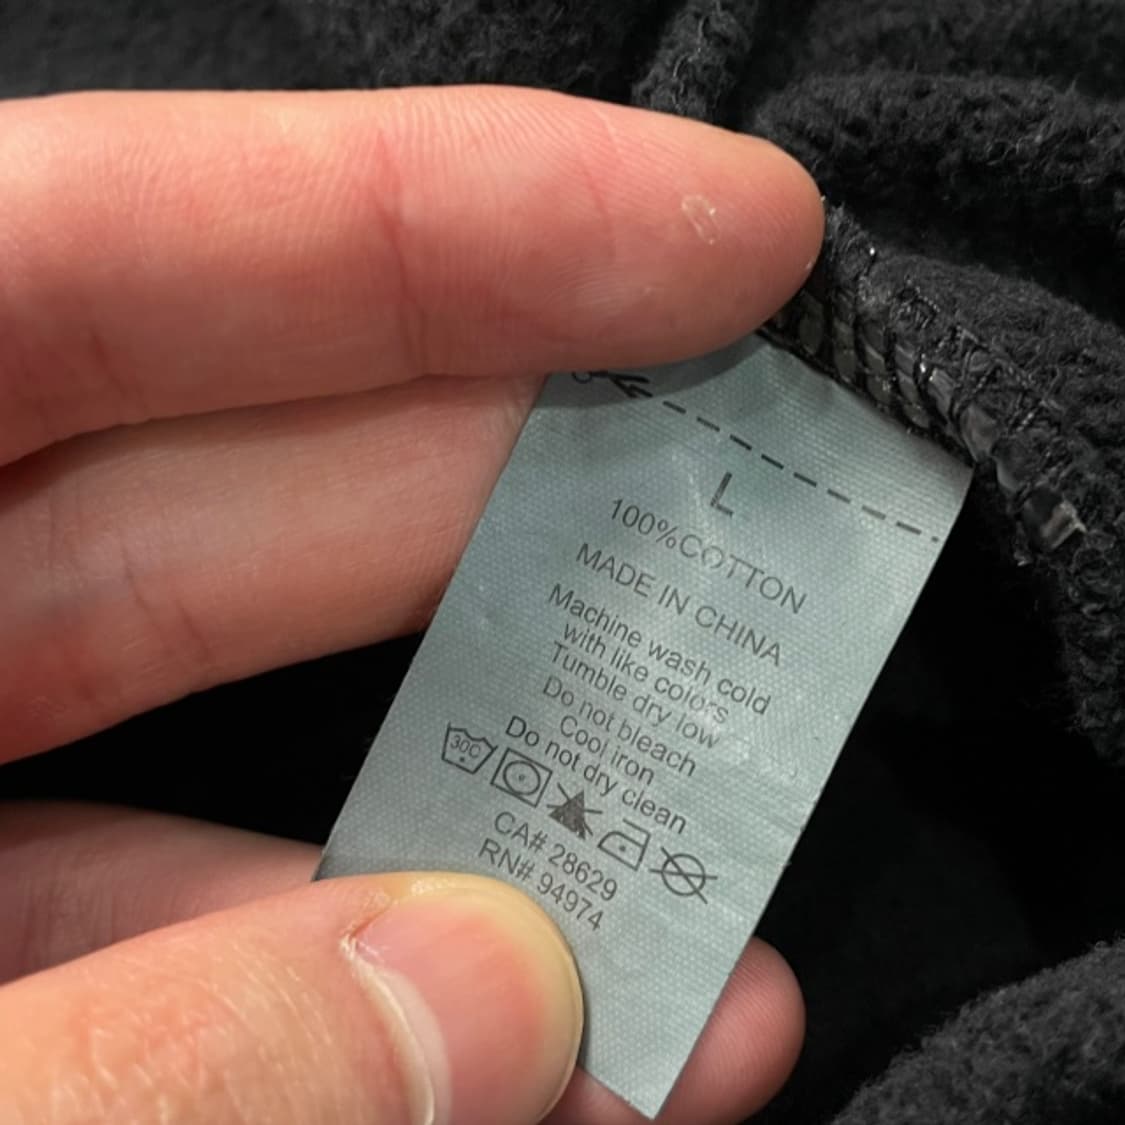 L
100%COTTON
MADE IN CHINA
Machine wash cold
with like colors
Tumble dry low
Do not bleach
Cool iron
Do not dry clean
30C
CA# 28629
RN# 94974